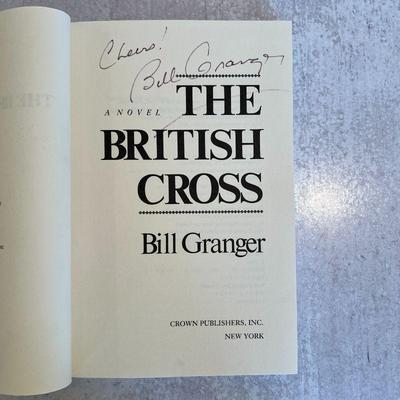 Cheers!
Bill Granger
THE
A NOVEL
BRITISH
CROSS
Bill Granger
CROWN PUBLISHERS, INC.
NEW YORK